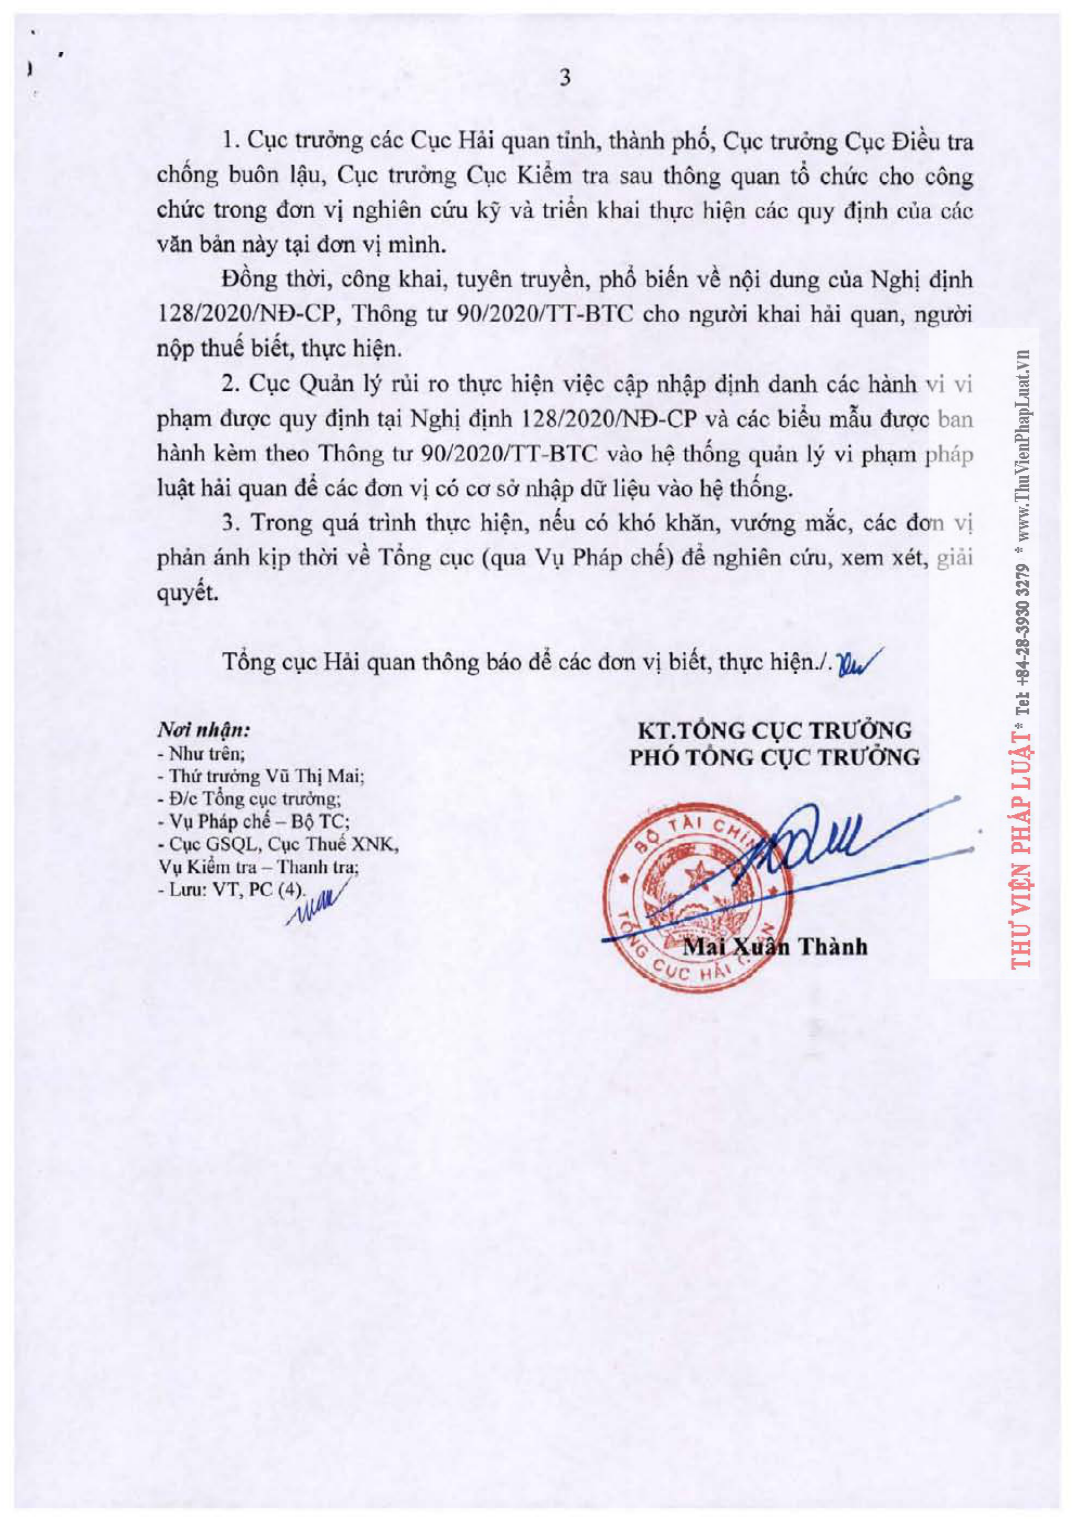 3
1. Cục trưởng các Cục Hải quan tỉnh, thành phố, Cục trưởng Cục Điều tra
chống buôn lậu, Cục trưởng Cục Kiểm tra sau thông quan tổ chức cho công
chức trong đơn vị nghiên cứu kỹ và triển khai thực hiện các quy định của các
văn bản này tại đơn vị mình.
Đồng thời, công khai, tuyên truyền, phổ biến về nội dung của Nghị định
128/2020/NĐ-CP, Thông tư 90/2020/TT-BTC cho người khai hải quan, người
nộp thuế biết, thực hiện.
2. Cục Quản lý rủi ro thực hiện việc cập nhập định danh các hành vi vi
phạm được quy định tại Nghị định 128/2020/NĐ-CP và các biểu mẫu được ban
hành kèm theo Thông tư 90/2020/TT-BTC vào hệ thống quản lý vi phạm pháp
luật hải quan để các đơn vị có cơ sở nhập dữ liệu vào hệ thống.
3. Trong quá trình thực hiện, nếu có khó khăn, vướng mắc, các đơn vị
phản ánh kịp thời về Tổng cục (qua Vụ Pháp chế) để nghiên cứu, xem xét, giải
quyết.
Tổng cục Hải quan thông báo để các đơn vị biết, thực hiện./.
Nơi nhận:
- Như trên;
- Thứ trưởng Vũ Thị Mai;
- Đ/c Tổng cục trưởng;
- Vụ Pháp chế – Bộ TC;
- Cục GSQL, Cục Thuế XNK,
Vụ Kiểm tra – Thanh tra;
- Lưu: VT, PC (4).
KT.TỔNG CỤC TRƯỞNG
PHÓ TỔNG CỤC TRƯỞNG
BỘ TÀI CHÍNH
TỔNG CỤC HẢI QUAN
Mai Xuân Thành
THƯ VIỆN PHÁP LUẬT * Tel: +84-28-3930 3279 * www.ThuVienPhapLuat.vn